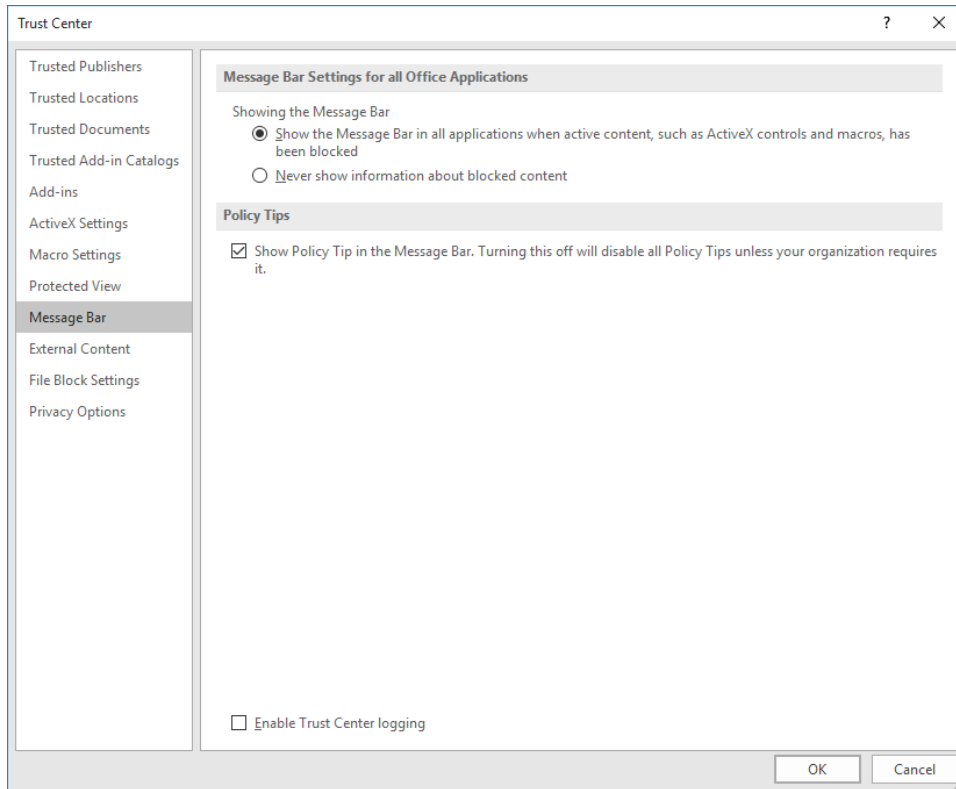 Trust Center
?
Trusted Publishers
Trusted Locations
Trusted Documents
Trusted Add-in Catalogs
Add-ins
ActiveX Settings
Macro Settings
Protected View
Message Bar
External Content
File Block Settings
Privacy Options
Message Bar Settings for all Office Applications
Showing the Message Bar
Show the Message Bar in all applications when active content, such as ActiveX controls and macros, has
been blocked
Never show information about blocked content
Policy Tips
Show Policy Tip in the Message Bar. Turning this off will disable all Policy Tips unless your organization requires
it.
Enable Trust Center logging
OK
Cancel